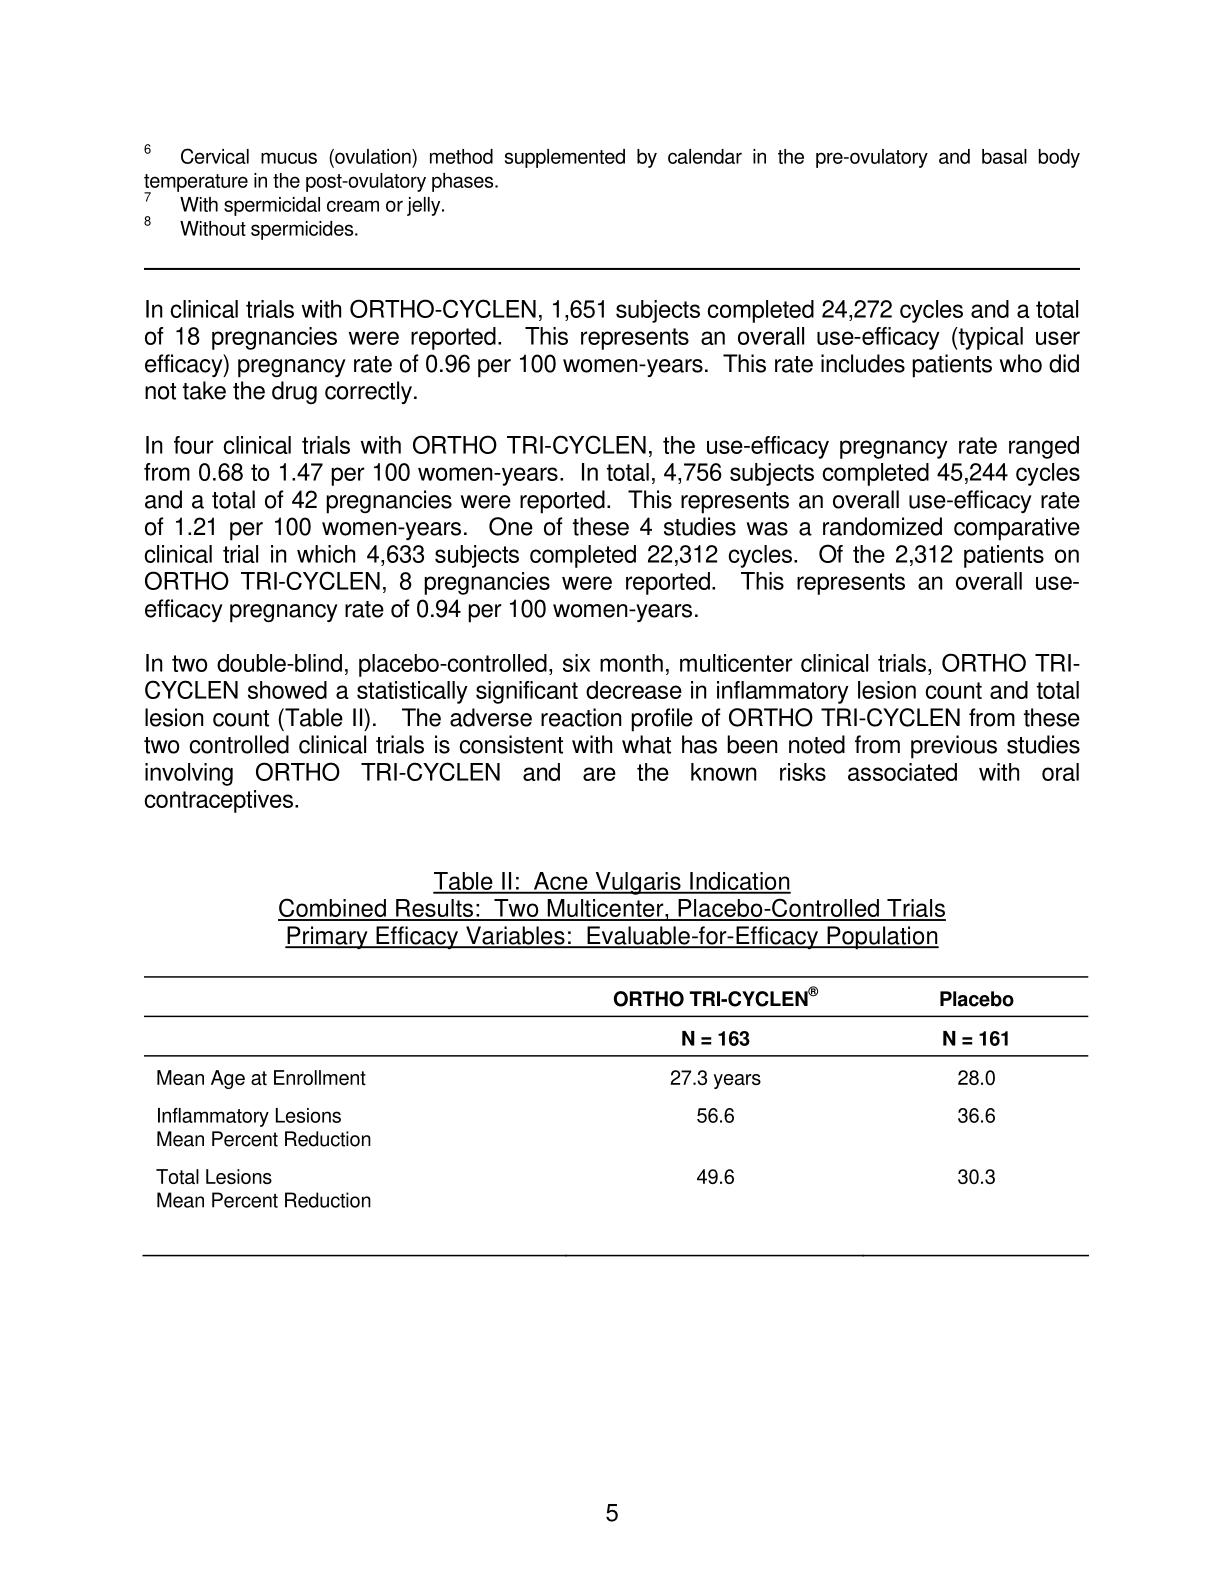 6 Cervical mucus (ovulation) method supplemented by calendar in the pre-ovulatory and basal body
temperature in the post-ovulatory phases.
7 With spermicidal cream or jelly.
8 Without spermicides.
In clinical trials with ORTHO-CYCLEN, 1,651 subjects completed 24,272 cycles and a total
of 18 pregnancies were reported. This represents an overall use-efficacy (typical user
efficacy) pregnancy rate of 0.96 per 100 women-years. This rate includes patients who did
not take the drug correctly.
In four clinical trials with ORTHO TRI-CYCLEN, the use-efficacy pregnancy rate ranged
from 0.68 to 1.47 per 100 women-years. In total, 4,756 subjects completed 45,244 cycles
and a total of 42 pregnancies were reported. This represents an overall use-efficacy rate
of 1.21 per 100 women-years. One of these 4 studies was a randomized comparative
clinical trial in which 4,633 subjects completed 22,312 cycles. Of the 2,312 patients on
ORTHO TRI-CYCLEN, 8 pregnancies were reported. This represents an overall use-
efficacy pregnancy rate of 0.94 per 100 women-years.
In two double-blind, placebo-controlled, six month, multicenter clinical trials, ORTHO TRI-
CYCLEN showed a statistically significant decrease in inflammatory lesion count and total
lesion count (Table II). The adverse reaction profile of ORTHO TRI-CYCLEN from these
two controlled clinical trials is consistent with what has been noted from previous studies
involving ORTHO TRI-CYCLEN and are the known risks associated with oral
contraceptives.
Table II: Acne Vulgaris Indication
Combined Results: Two Multicenter, Placebo-Controlled Trials
Primary Efficacy Variables: Evaluable-for-Efficacy Population
ORTHO TRI-CYCLEN® Placebo
N = 163 N = 161
Mean Age at Enrollment 27.3 years 28.0
Inflammatory Lesions 56.6 36.6
Mean Percent Reduction
Total Lesions 49.6 30.3
Mean Percent Reduction
5